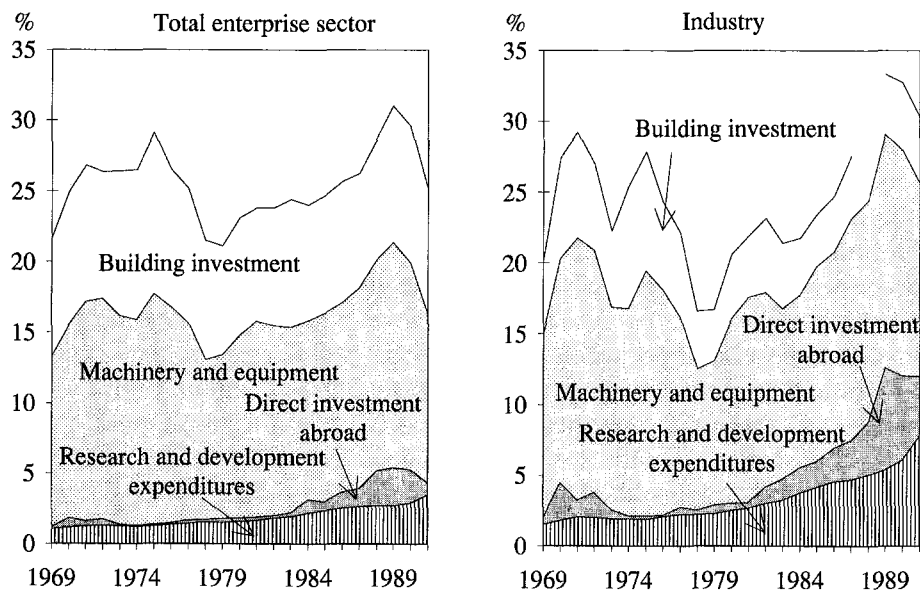 %
Total enterprise sector
35
30
25
20
15
10
5
0
Building investment
Machinery and equipment
Direct investment
abroad
Research and development
expenditures
1969 1974 1979 1984 1989
%
Industry
35
30
25
20
15
10
5
0
Building investment
Direct investment
abroad
Machinery and equipment
Research and development
expenditures
1969 1974 1979 1984 1989